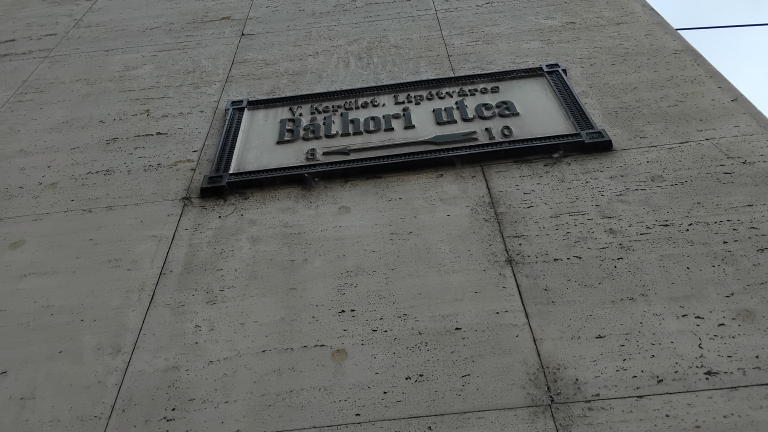 V. Kerület, Lipótváros
Báthori utca
8 10